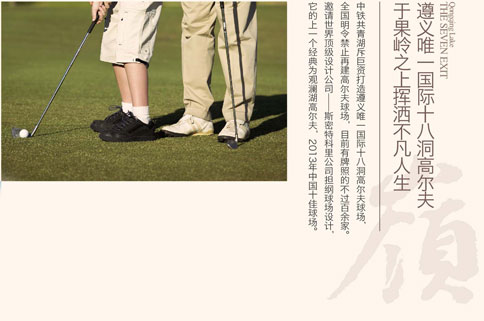 Qingqing Lake
THE SEVEN EXIT
遵义唯一国际十八洞高尔夫
于果岭之上挥洒不凡人生
中铁共青湖斥巨资打造遵义唯一国际十八洞高尔夫球场，
全国明令禁止再建高尔夫球场，目前有牌照的不过百余家。
邀请世界顶级设计公司——斯密特科里公司担纲球场设计，
它的上一个经典为观澜湖高尔夫，2013年中国十佳球场。
嶺